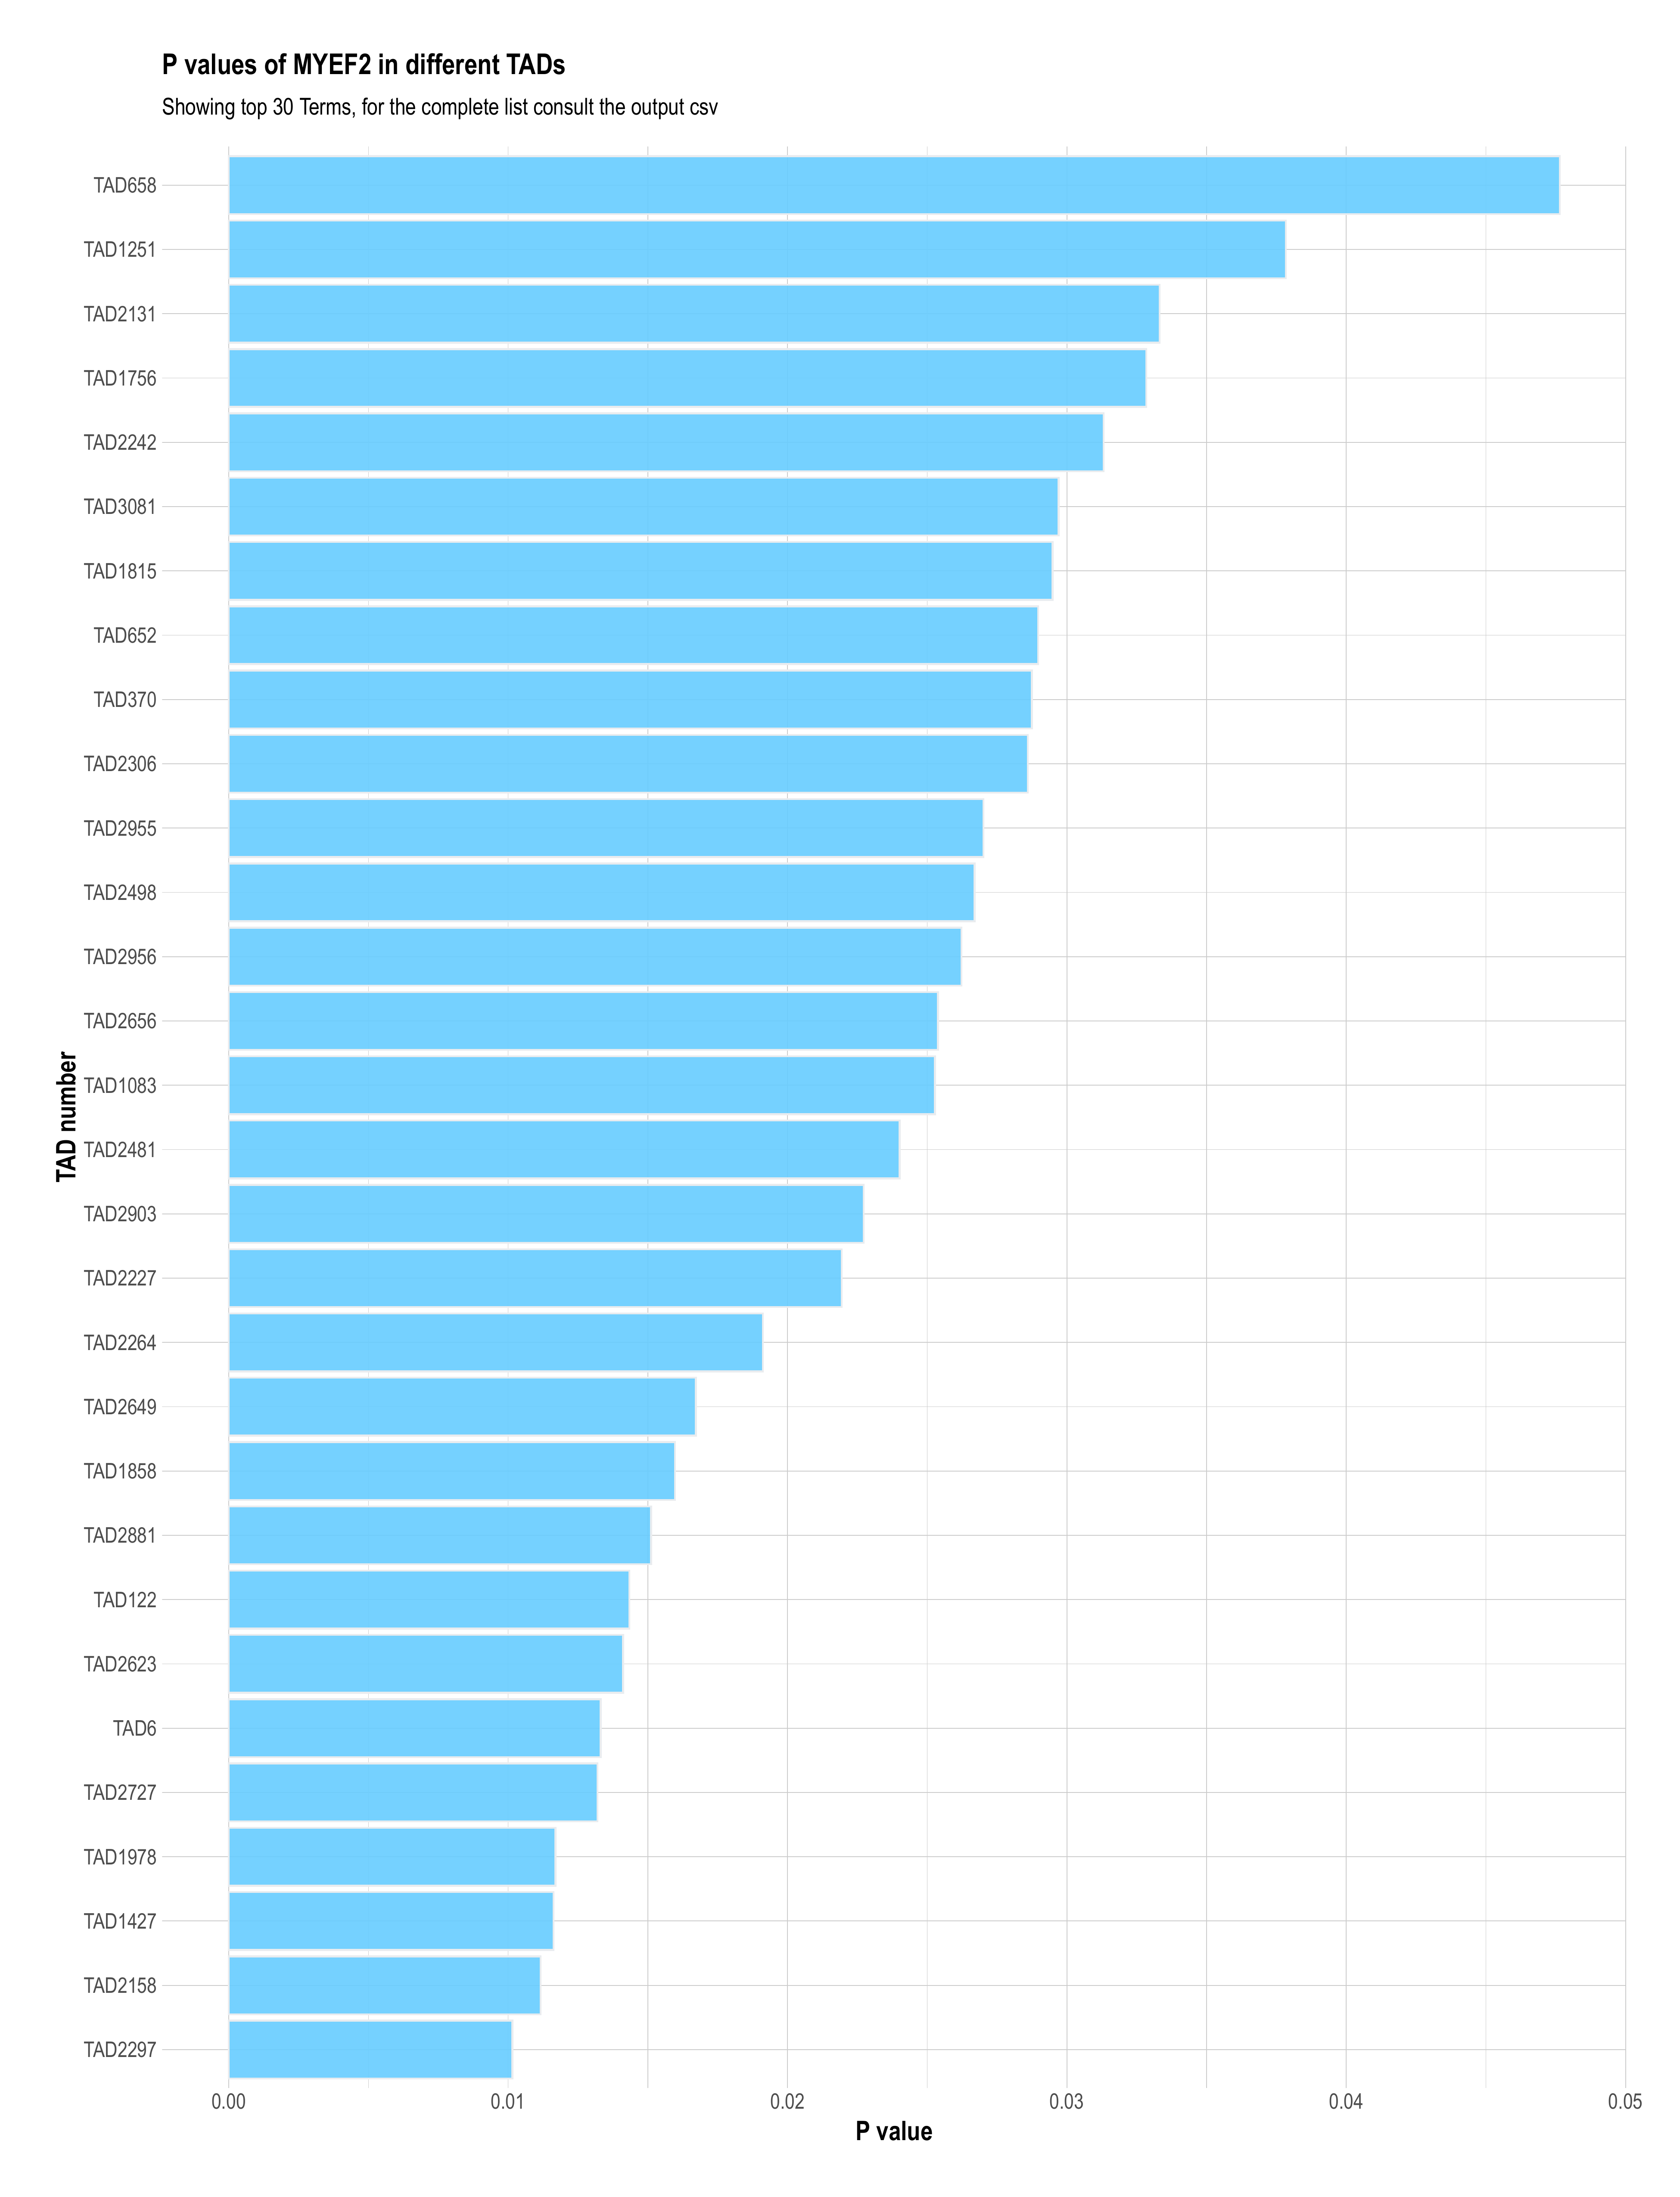 P values of MYEF2 in different TADs
Showing top 30 Terms, for the complete list consult the output csv
TAD658
TAD1251
TAD2131
TAD1756
TAD2242
TAD3081
TAD1815
TAD652
TAD370
TAD2306
TAD2955
TAD2498
TAD2956
TAD2656
TAD1083
TAD2481
TAD2903
TAD2227
TAD2264
TAD2649
TAD1858
TAD2881
TAD122
TAD2623
TAD6
TAD2727
TAD1978
TAD1427
TAD2158
TAD2297
TAD number
0.00 0.01 0.02 0.03 0.04 0.05
P value